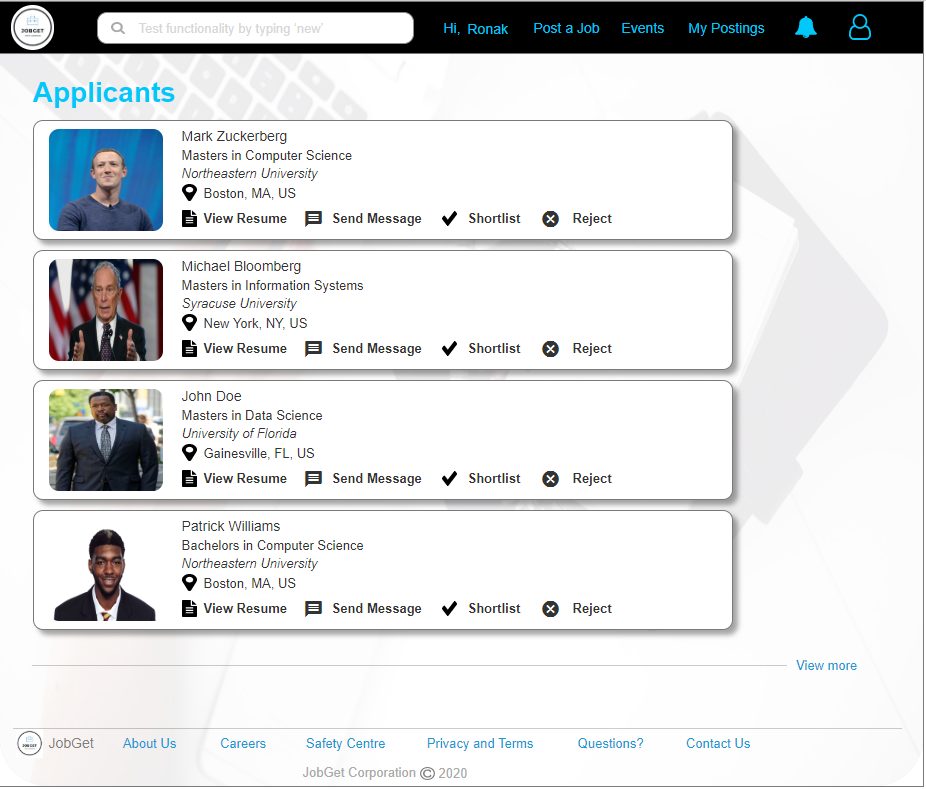 JOBGET
Test functionality by typing 'new'
Hi, Ronak
Post a Job
Events
My Postings
Applicants
Mark Zuckerberg
Masters in Computer Science
Northeastern University
Boston, MA, US
View Resume Send Message Shortlist Reject
Michael Bloomberg
Masters in Information Systems
Syracuse University
New York, NY, US
View Resume Send Message Shortlist Reject
John Doe
Masters in Data Science
University of Florida
Gainesville, FL, US
View Resume Send Message Shortlist Reject
Patrick Williams
Bachelors in Computer Science
Northeastern University
Boston, MA, US
View Resume Send Message Shortlist Reject
View more
JOBGET
JobGet About Us Careers Safety Centre Privacy and Terms Questions? Contact Us
JobGet Corporation © 2020